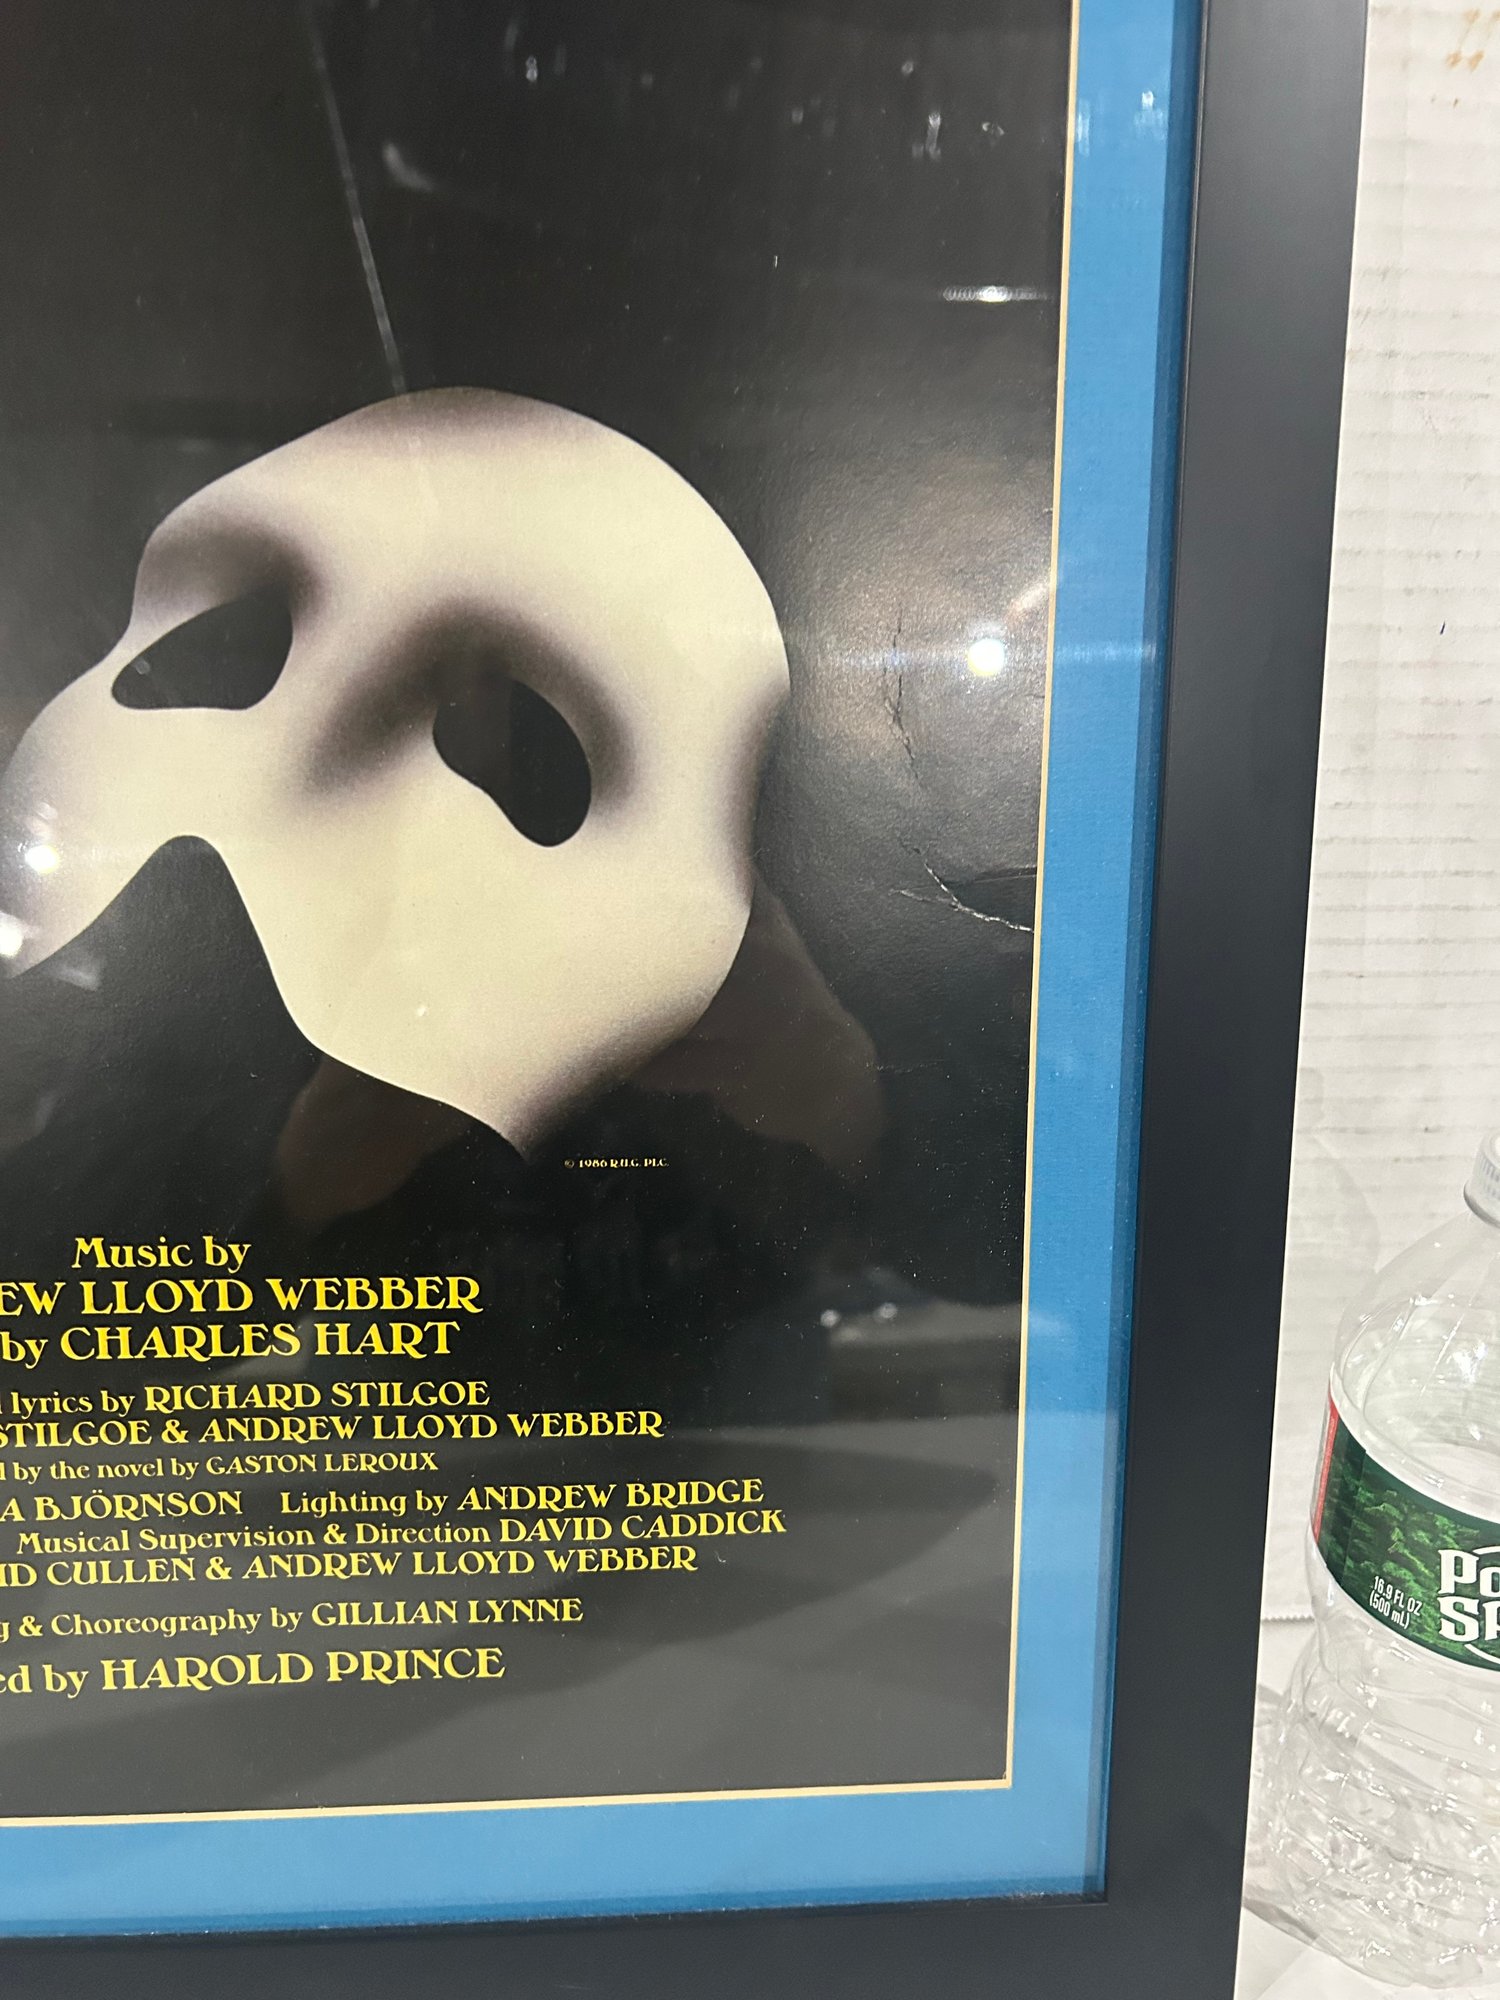 © 1986 R.U.G. PLC.
Music by
EW LLOYD WEBBER
by CHARLES HART
lyrics by RICHARD STILGOE
STILGOE & ANDREW LLOYD WEBBER
by the novel by GASTON LEROUX
A BJÖRNSON Lighting by ANDREW BRIDGE
Musical Supervision & Direction DAVID CADDICK
ID CULLEN & ANDREW LLOYD WEBBER
& Choreography by GILLIAN LYNNE
ed by HAROLD PRINCE
16.9 FL OZ
(500 mL)
PO
SP